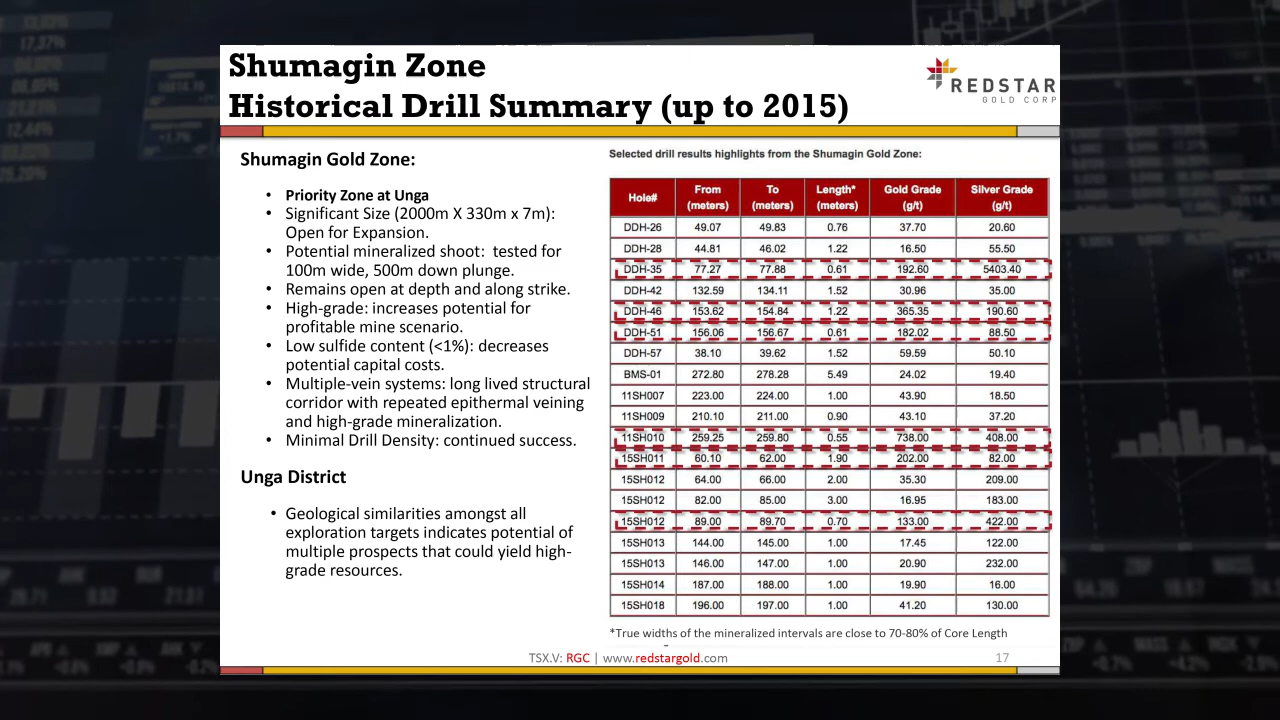 Shumagin Zone
Historical Drill Summary (up to 2015)
REDSTAR
GOLD CORP
Shumagin Gold Zone:
• Priority Zone at Unga
• Significant Size (2000m X 330m x 7m):
Open for Expansion.
• Potential mineralized shoot: tested for
100m wide, 500m down plunge.
• Remains open at depth and along strike.
• High-grade: increases potential for
profitable mine scenario.
• Low sulfide content (<1%): decreases
potential capital costs.
• Multiple-vein systems: long lived structural
corridor with repeated epithermal veining
and high-grade mineralization.
• Minimal Drill Density: continued success.
Unga District
• Geological similarities amongst all
exploration targets indicates potential of
multiple prospects that could yield high-
grade resources.
Selected drill results highlights from the Shumagin Gold Zone:
Hole# From (meters) To (meters) Length* (meters) Gold Grade (g/t) Silver Grade (g/t)
DDH-26 49.07 49.83 0.76 37.70 20.60
DDH-28 44.81 46.02 1.22 16.50 55.50
DDH-35 77.27 77.88 0.61 192.60 5403.40
DDH-42 132.59 134.11 1.52 30.96 35.00
DDH-46 153.62 154.84 1.22 365.35 190.60
DDH-51 156.06 156.67 0.61 182.02 88.50
DDH-57 38.10 39.62 1.52 59.59 50.10
BMS-01 272.80 278.28 5.49 24.02 19.40
11SH007 223.00 224.00 1.00 43.90 18.50
11SH009 210.10 211.00 0.90 43.10 37.20
11SH010 259.25 259.80 0.55 738.00 408.00
15SH011 60.10 62.00 1.90 202.00 82.00
15SH012 64.00 66.00 2.00 35.30 209.00
15SH012 82.00 85.00 3.00 16.95 183.00
15SH012 89.00 89.70 0.70 133.00 422.00
15SH013 144.00 145.00 1.00 17.45 122.00
15SH013 146.00 147.00 1.00 20.90 232.00
15SH014 187.00 188.00 1.00 19.90 16.00
15SH018 196.00 197.00 1.00 41.20 130.00
*True widths of the mineralized intervals are close to 70-80% of Core Length
TSX.V: RGC | www.redstargold.com
17